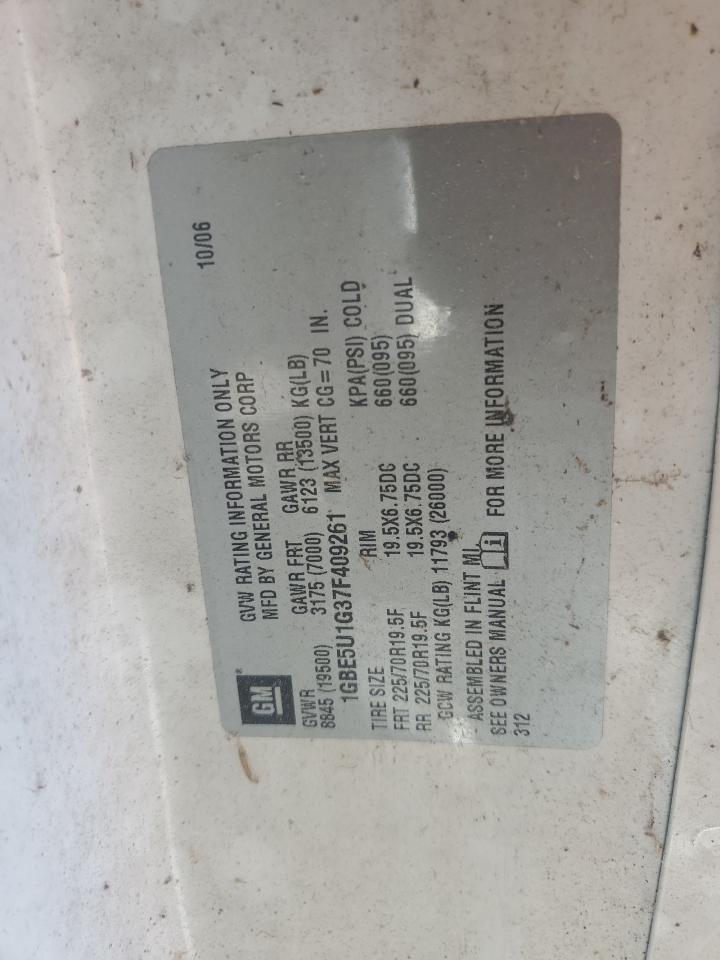 10/06
GVW RATING INFORMATION ONLY
MFD BY GENERAL MOTORS CORP
GM
GVWR GAWR FRT GAWR RR
8845 (19500) 3175 (7000) 6123 (13500) KG(LB)
1GBE5U1G37F409261 MAX VERT CG = 70 IN.
TIRE SIZE RIM KPA(PSI) COLD
FRT 225/70R19.5F 19.5X6.75DC 660(095)
RR 225/70R19.5F 19.5X6.75DC 660(095) DUAL
GCW RATING KG(LB) 11793 (26000)
ASSEMBLED IN FLINT MI.
SEE OWNERS MANUAL FOR MORE INFORMATION
312